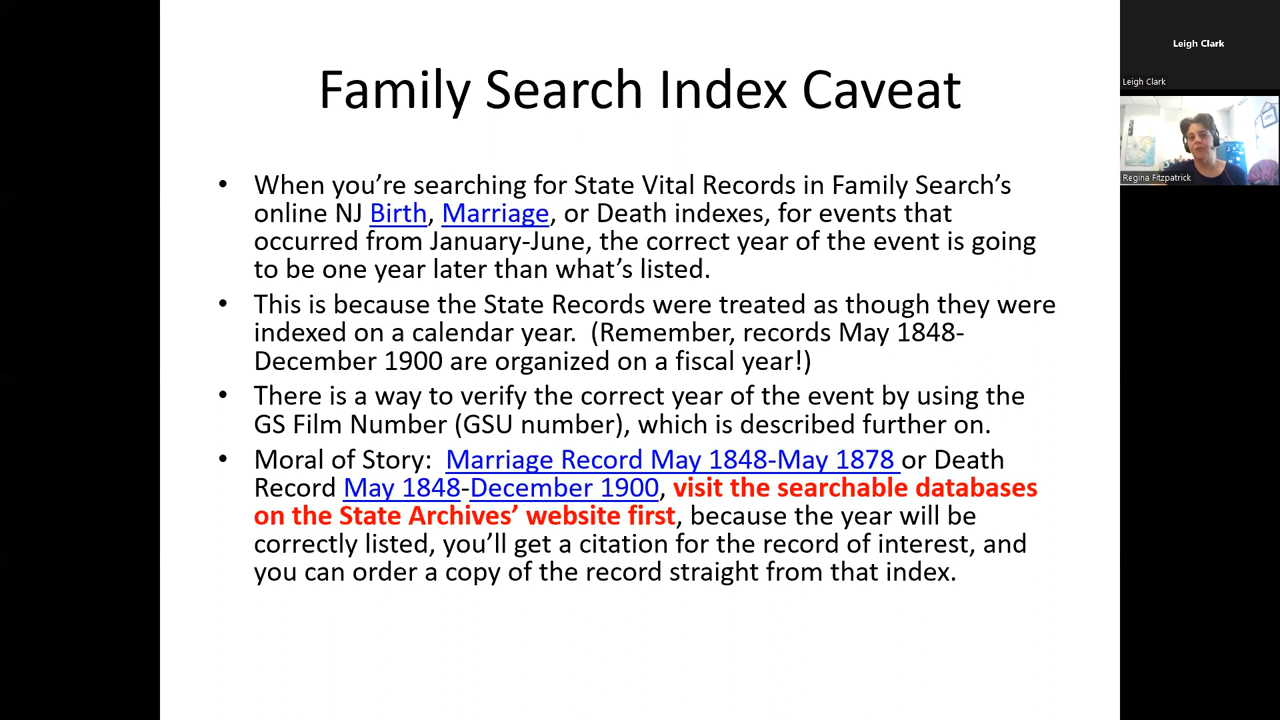 Family Search Index Caveat
• When you're searching for State Vital Records in Family Search's
online NJ Birth, Marriage, or Death indexes, for events that
occurred from January-June, the correct year of the event is going
to be one year later than what's listed.
• This is because the State Records were treated as though they were
indexed on a calendar year.  (Remember, records May 1848-
December 1900 are organized on a fiscal year!)
• There is a way to verify the correct year of the event by using the
GS Film Number (GSU number), which is described further on.
• Moral of Story:  Marriage Record May 1848-May 1878 or Death
Record May 1848-December 1900, visit the searchable databases
on the State Archives' website first, because the year will be
correctly listed, you'll get a citation for the record of interest, and
you can order a copy of the record straight from that index.
Leigh Clark
Leigh Clark
Regina Fitzpatrick